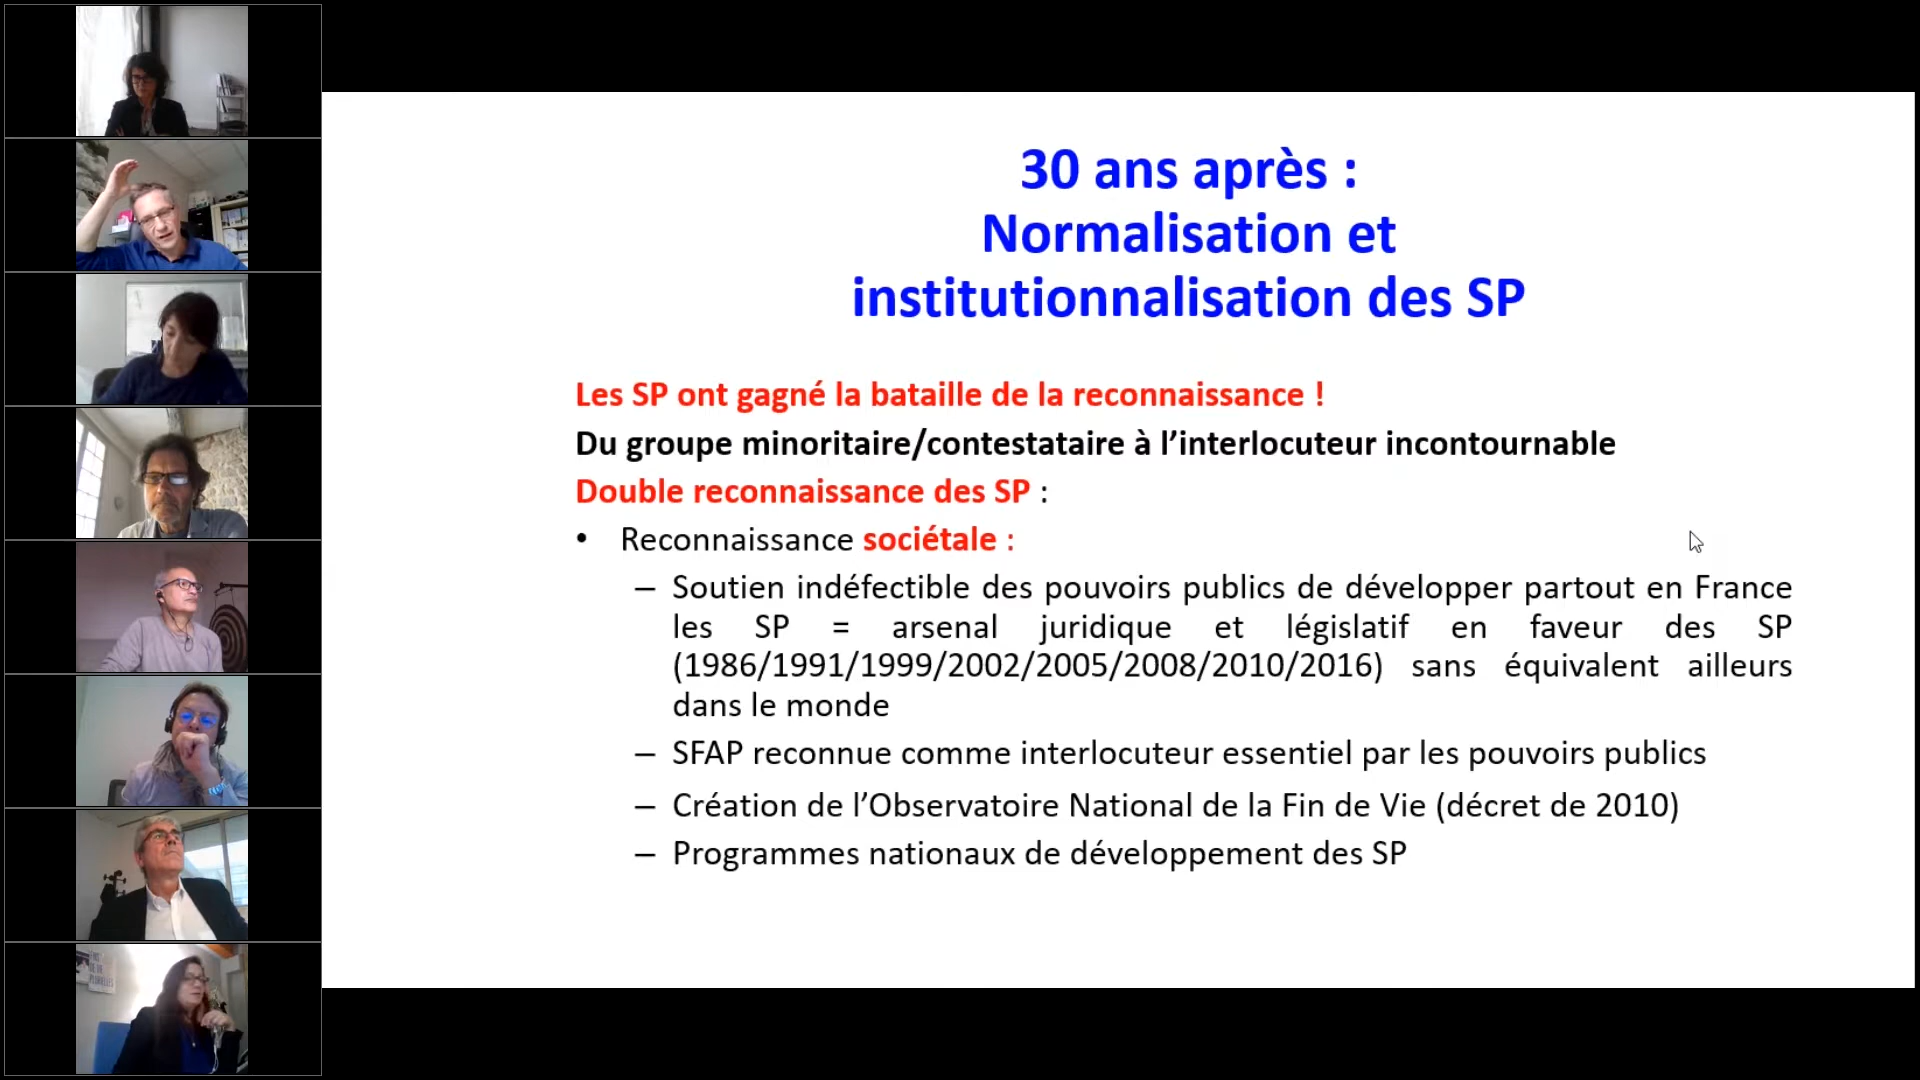 30 ans après :
Normalisation et
institutionnalisation des SP
Les SP ont gagné la bataille de la reconnaissance !
Du groupe minoritaire/contestataire à l’interlocuteur incontournable
Double reconnaissance des SP :
• Reconnaissance sociétale :
– Soutien indéfectible des pouvoirs publics de développer partout en France
les SP = arsenal juridique et législatif en faveur des SP
(1986/1991/1999/2002/2005/2008/2010/2016) sans équivalent ailleurs
dans le monde
– SFAP reconnue comme interlocuteur essentiel par les pouvoirs publics
– Création de l’Observatoire National de la Fin de Vie (décret de 2010)
– Programmes nationaux de développement des SP